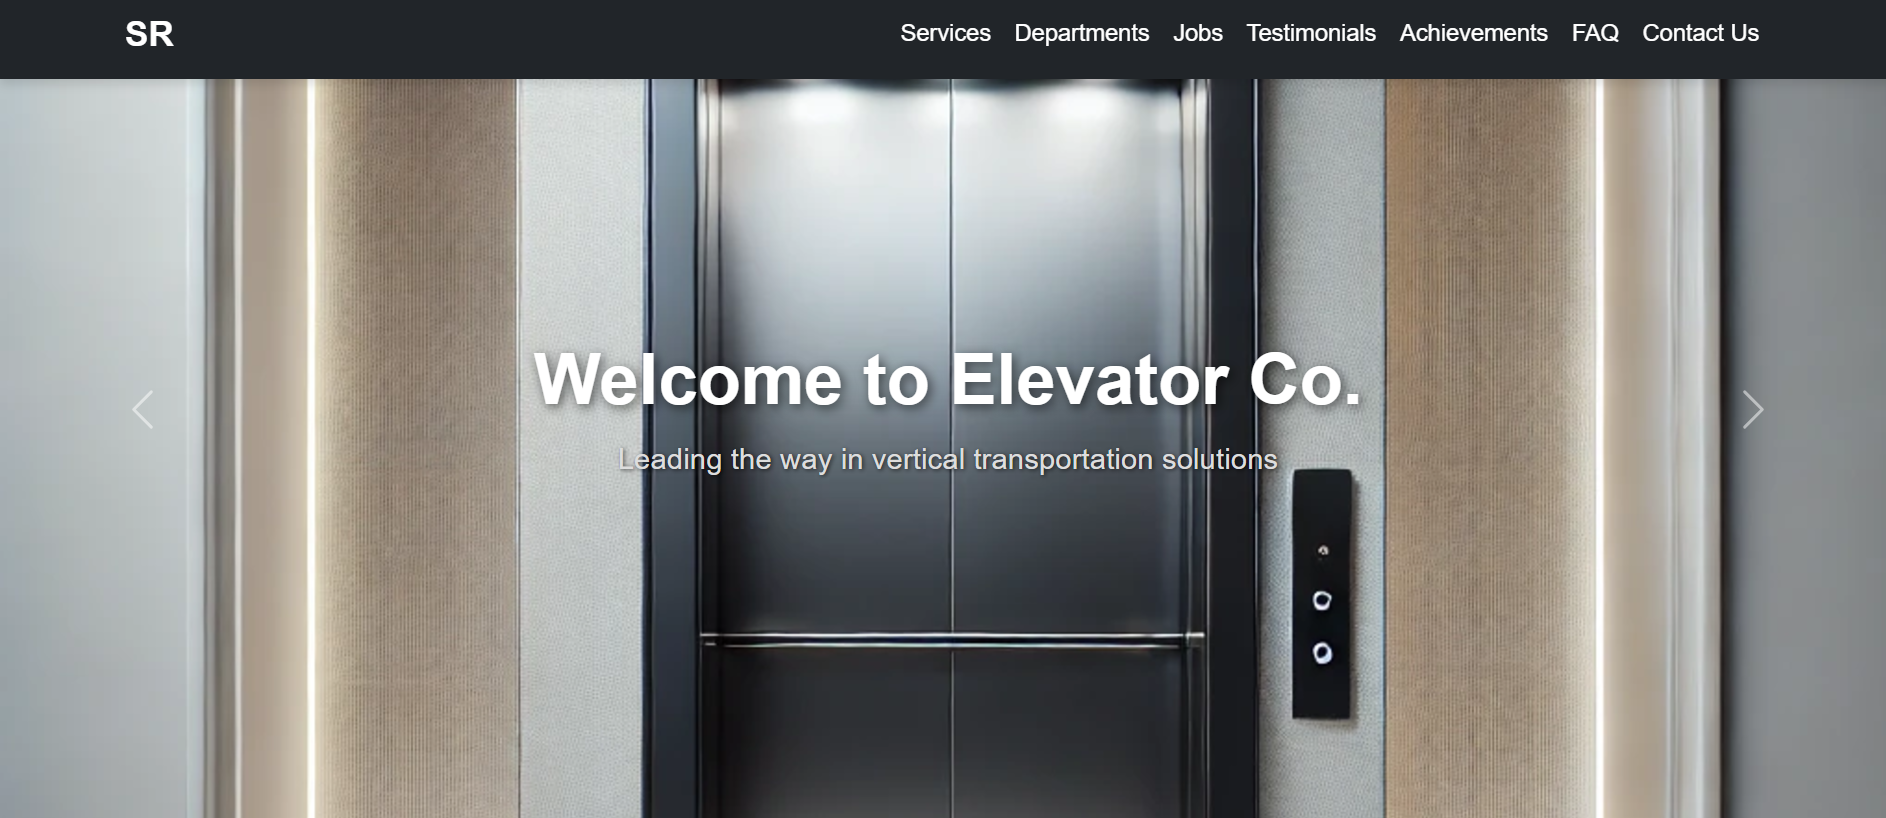 SR
Services Departments Jobs Testimonials Achievements FAQ Contact Us
Welcome to Elevator Co.
Leading the way in vertical transportation solutions